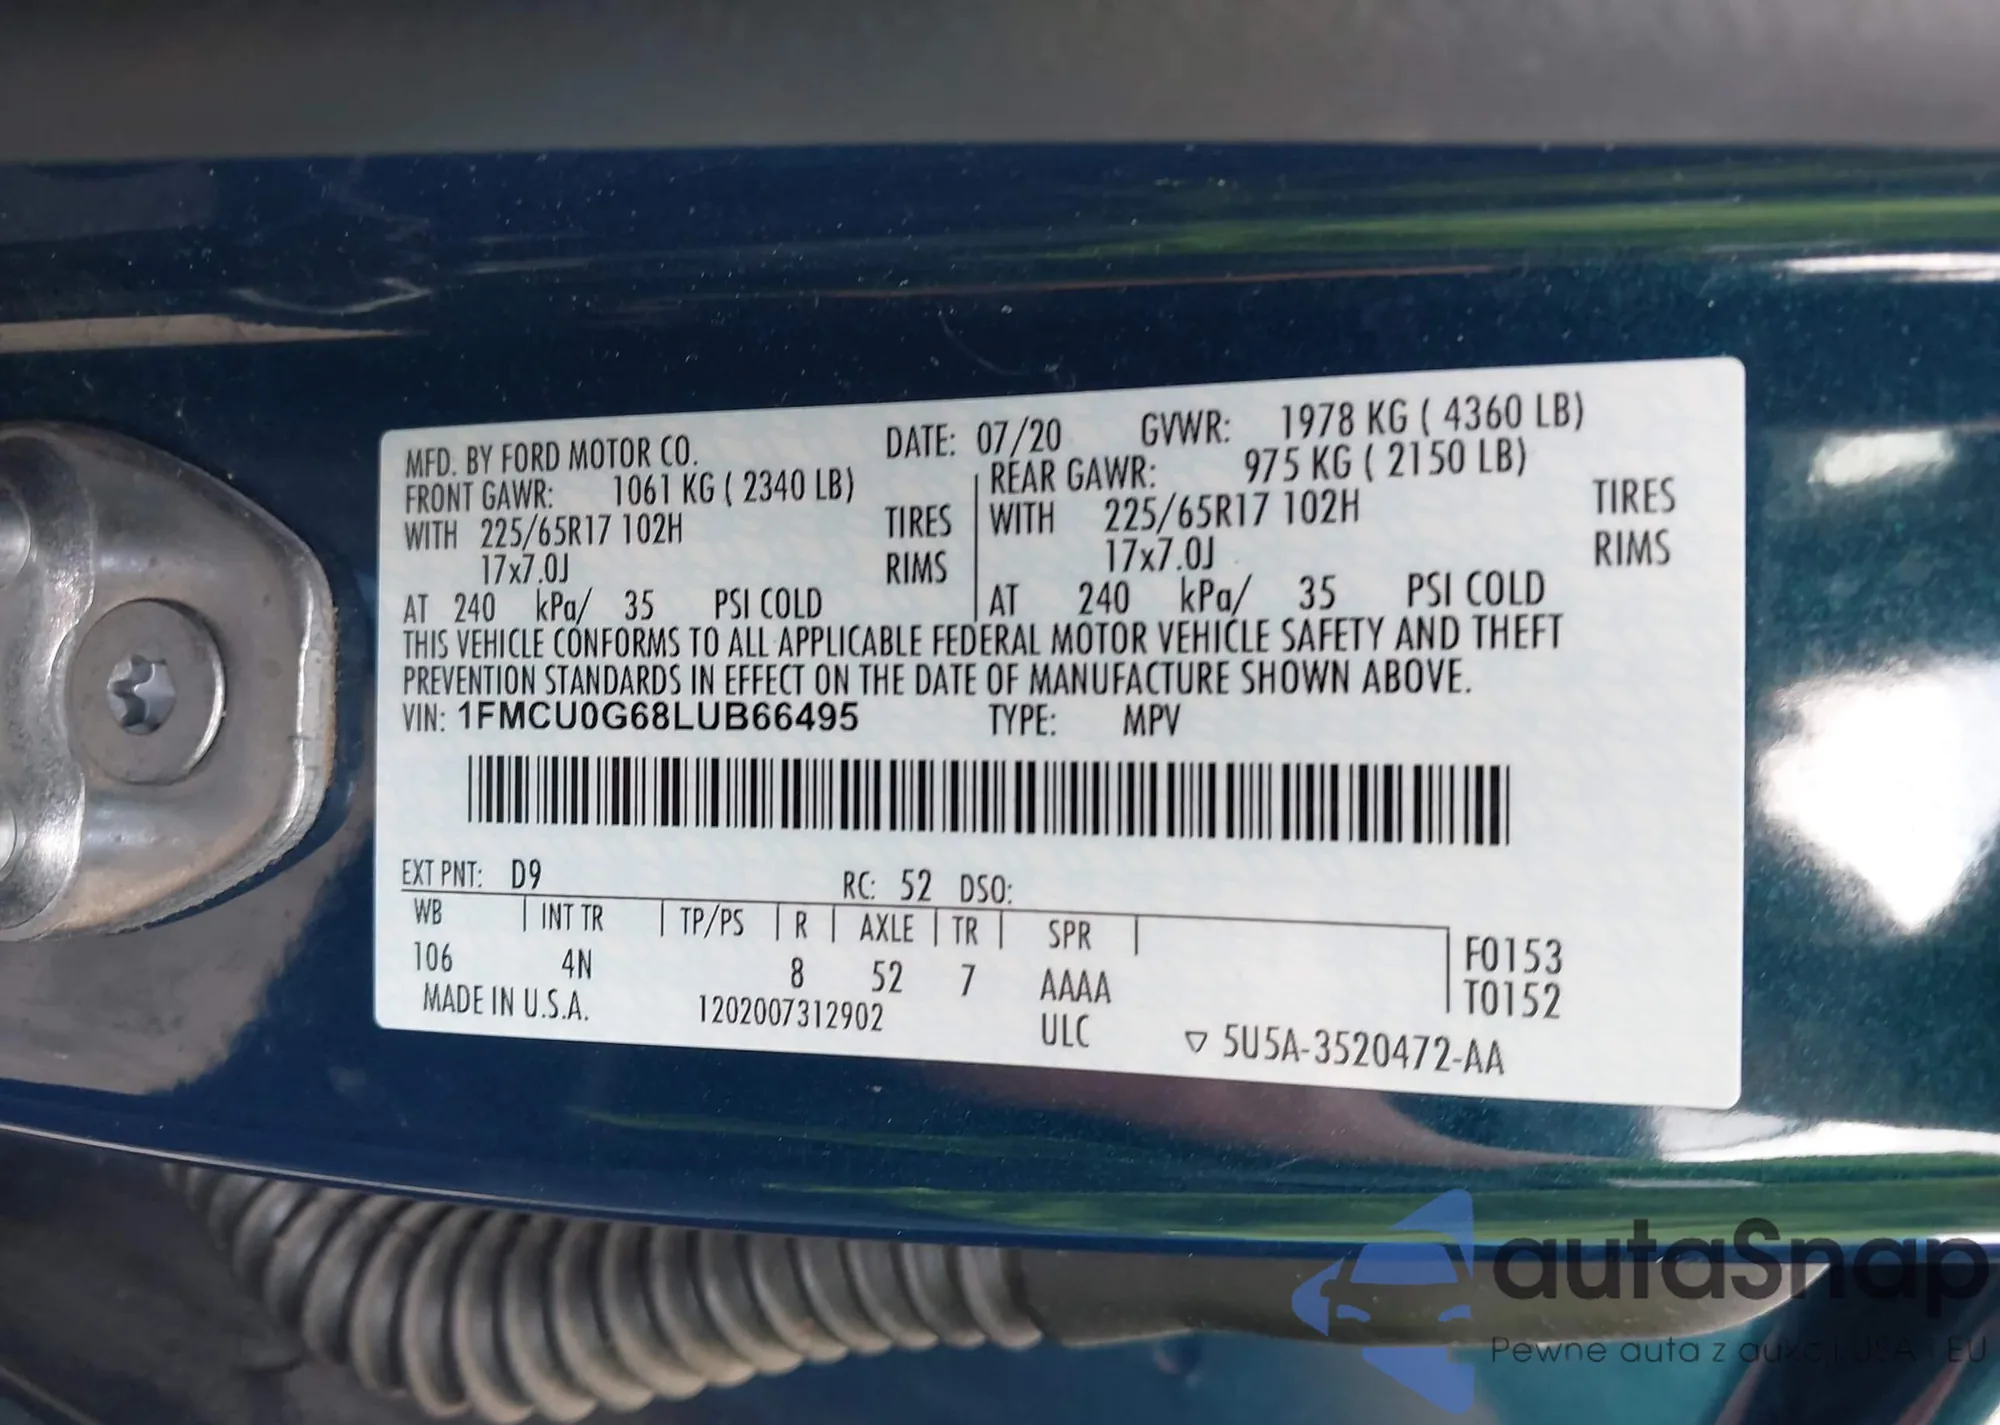 MFD. BY FORD MOTOR CO. DATE: 07/20 GVWR: 1978 KG ( 4360 LB)
FRONT GAWR: 1061 KG ( 2340 LB) REAR GAWR: 975 KG ( 2150 LB)
WITH 225/65R17 102H TIRES WITH 225/65R17 102H TIRES
17x7.0J RIMS 17x7.0J RIMS
AT 240 kPa/ 35 PSI COLD AT 240 kPa/ 35 PSI COLD
THIS VEHICLE CONFORMS TO ALL APPLICABLE FEDERAL MOTOR VEHICLE SAFETY AND THEFT
PREVENTION STANDARDS IN EFFECT ON THE DATE OF MANUFACTURE SHOWN ABOVE.
VIN: 1FMCU0G68LUB66495 TYPE: MPV
EXT PNT: D9 RC: 52 DSO:
WB INT TR TP/PS R AXLE TR SPR
106 4N 8 52 7 AAAA F0153
ULC T0152
MADE IN U.S.A. 1202007312902 ▽ 5U5A-3520472-AA
autaSnap
Pewne auta z aukcji USA i EU